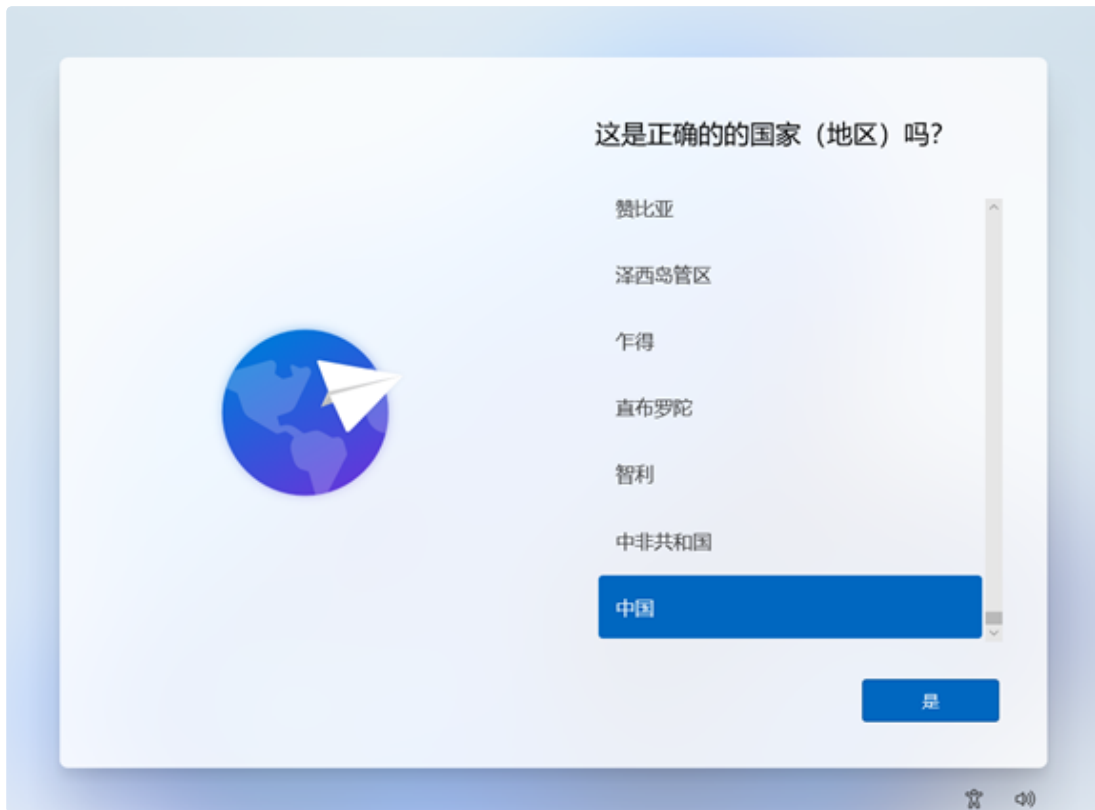 这是正确的的国家（地区）吗?
赞比亚
泽西岛管区
乍得
直布罗陀
智利
中非共和国
中国
是